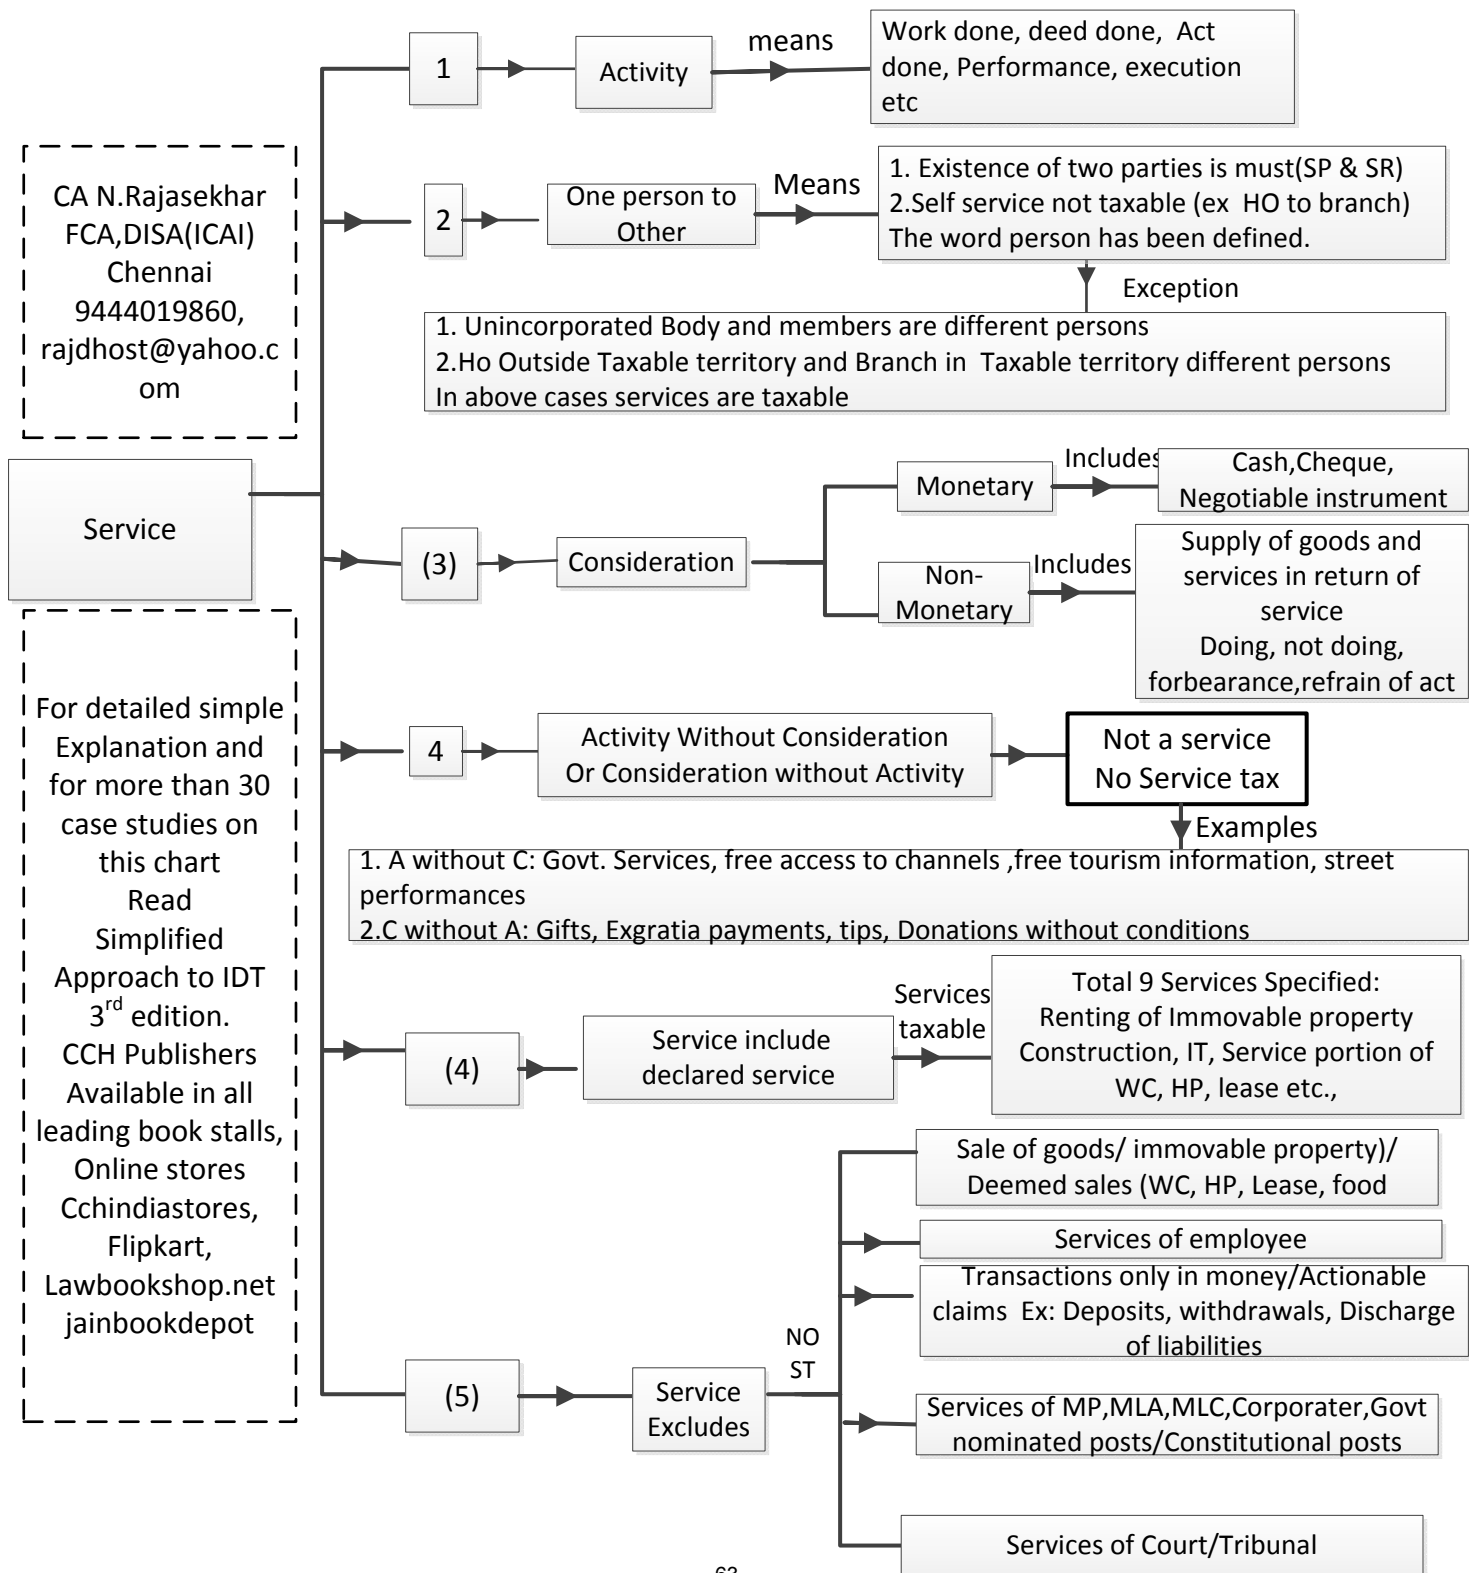 1
Activity
means
Work done, deed done, Act
done, Performance, execution
etc
CA N.Rajasekhar
FCA,DISA(ICAI)
Chennai
9444019860,
rajdhost@yahoo.c
om
2
One person to
Other
Means
1. Existence of two parties is must(SP & SR)
2.Self service not taxable (ex HO to branch)
The word person has been defined.
Exception
1. Unincorporated Body and members are different persons
2.Ho Outside Taxable territory and Branch in Taxable territory different persons
In above cases services are taxable
Service
(3)
Consideration
Monetary
Includes
Cash,Cheque,
Negotiable instrument
Non-
Monetary
Includes
Supply of goods and
services in return of
service
Doing, not doing,
forbearance,refrain of act
For detailed simple
Explanation and
for more than 30
case studies on
this chart
Read
Simplified
Approach to IDT
3rd edition.
CCH Publishers
Available in all
leading book stalls,
Online stores
Cchindiastores,
Flipkart,
Lawbookshop.net
jainbookdepot
4
Activity Without Consideration
Or Consideration without Activity
Not a service
No Service tax
Examples
1. A without C: Govt. Services, free access to channels ,free tourism information, street
performances
2.C without A: Gifts, Exgratia payments, tips, Donations without conditions
(4)
Service include
declared service
Services
taxable
Total 9 Services Specified:
Renting of Immovable property
Construction, IT, Service portion of
WC, HP, lease etc.,
(5)
Service
Excludes
NO
ST
Sale of goods/ immovable property)/
Deemed sales (WC, HP, Lease, food
Services of employee
Transactions only in money/Actionable
claims Ex: Deposits, withdrawals, Discharge
of liabilities
Services of MP,MLA,MLC,Corporater,Govt
nominated posts/Constitutional posts
Services of Court/Tribunal
63